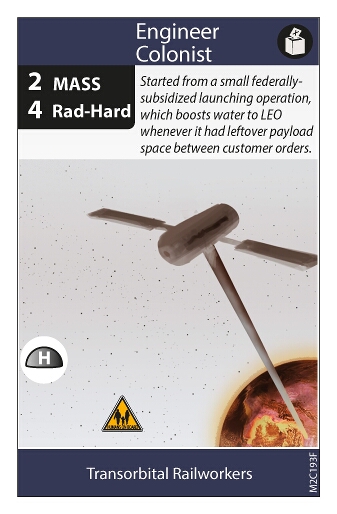 Engineer
Colonist
2 MASS
4 Rad-Hard
Started from a small federally-
subsidized launching operation,
which boosts water to LEO
whenever it had leftover payload
space between customer orders.
H
Transorbital Railworkers
M2C193F